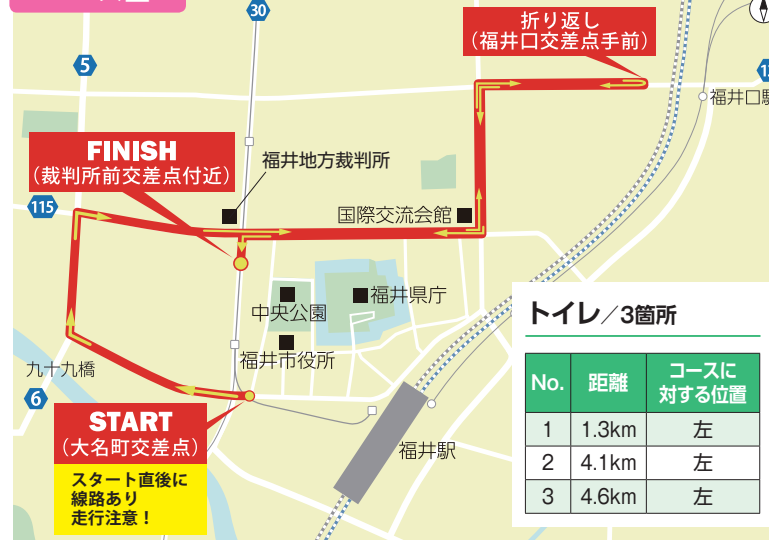 30
折り返し
(福井口交差点手前)
5
福井口駅
FINISH
(裁判所前交差点付近)
福井地方裁判所
115
国際交流会館
福井県庁
中央公園
福井市役所
九十九橋
6
START
(大名町交差点)
スタート直後に
線路あり
走行注意!
福井駅
トイレ/3箇所
No. 距離 コースに対する位置
1 1.3km 左
2 4.1km 左
3 4.6km 左